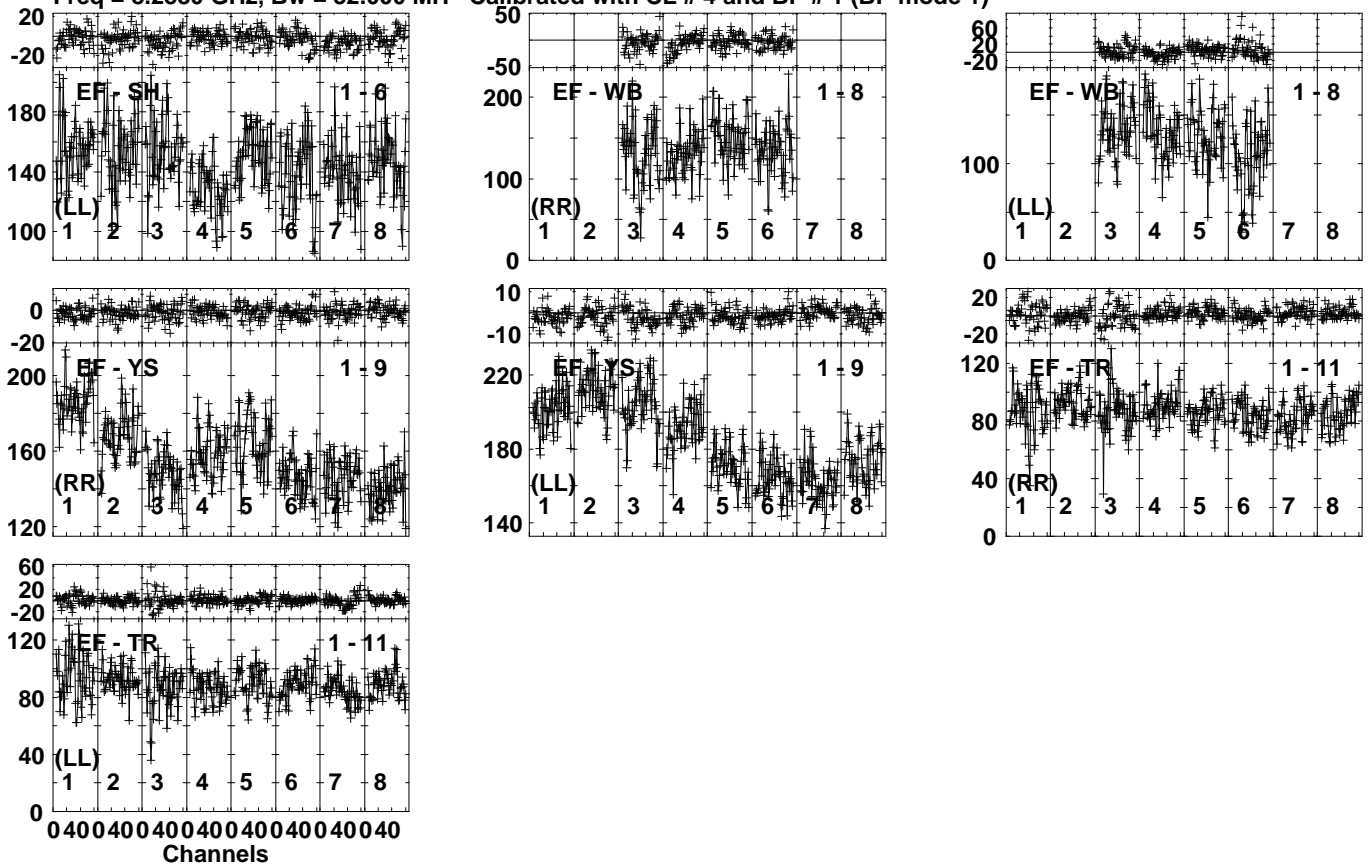 Calibrated with CL # 4 and BP # 1 (BP mode 1)
20
-20
180
140
100
EF - SH 1 - 6
(LL)
1 2 3 4 5 6 7 8
50
-50
200
100
0
EF - WB 1 - 8
(RR)
1 2 3 4 5 6 7 8
60
20
-20
100
0
EF - WB 1 - 8
(LL)
1 2 3 4 5 6 7 8
0
-20
200
160
120
EF - YS 1 - 9
(RR)
1 2 3 4 5 6 7 8
10
-10
220
180
140
EF - YS 1 - 9
(LL)
1 2 3 4 5 6 7 8
20
-20
120
80
40
0
EF - TR 1 - 11
(RR)
1 2 3 4 5 6 7 8
60
20
-20
120
80
40
0
EF - TR 1 - 11
(LL)
1 2 3 4 5 6 7 8
0 40 0 40 0 40 0 40 0 40 0 40 0 40 0 40
Channels